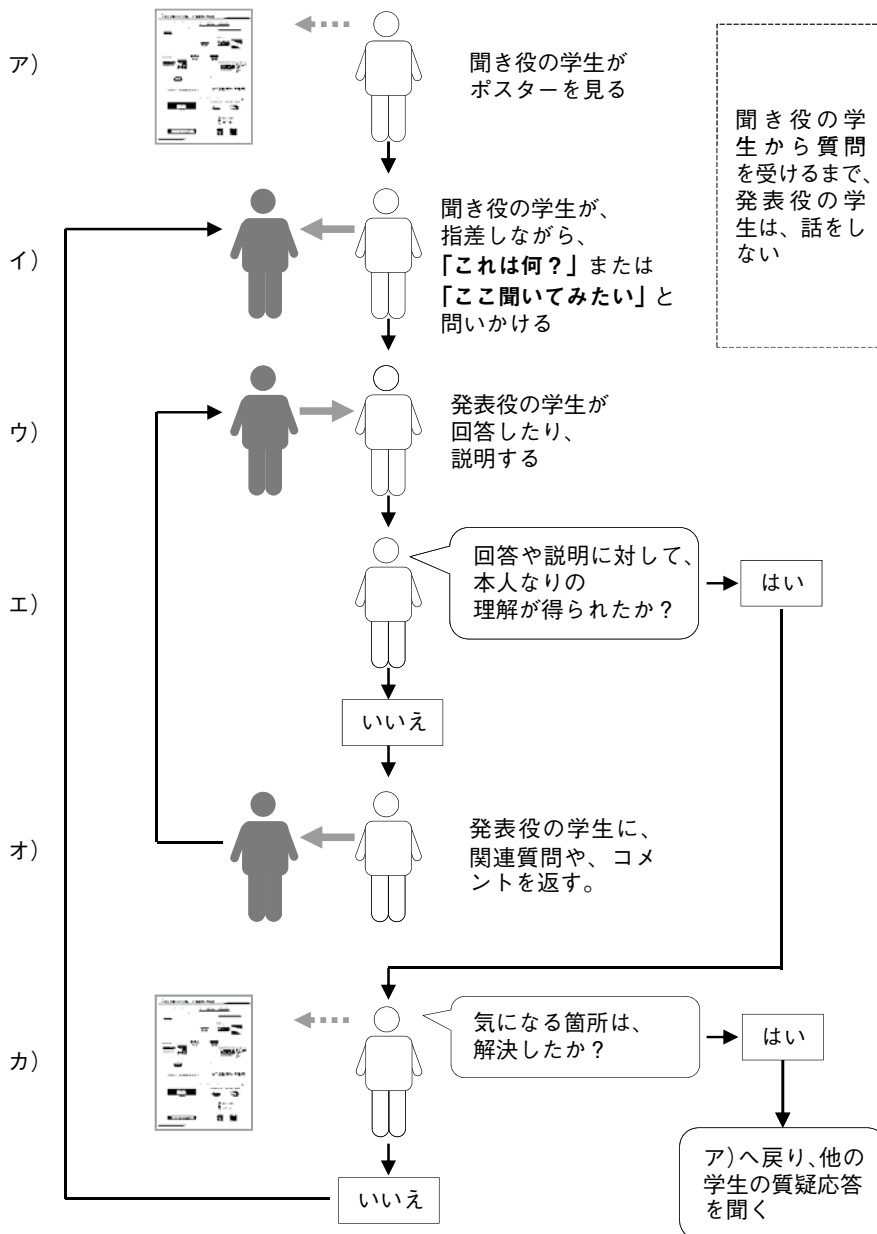 ア）
聞き役の学生が
ポスターを見る
聞き役の学
生から質問
を受けるまで、
発表役の学
生は、話をし
ない
イ）
聞き役の学生が、
指差しながら、
「これは何？」または
「ここ聞いてみたい」と
問いかける
ウ）
発表役の学生が
回答したり、
説明する
エ）
回答や説明に対して、
本人なりの
理解が得られたか？
はい
いいえ
オ）
発表役の学生に、
関連質問や、コメ
ントを返す。
カ）
気になる箇所は、
解決したか？
はい
いいえ
ア）へ戻り、他の
学生の質疑応答
を聞く